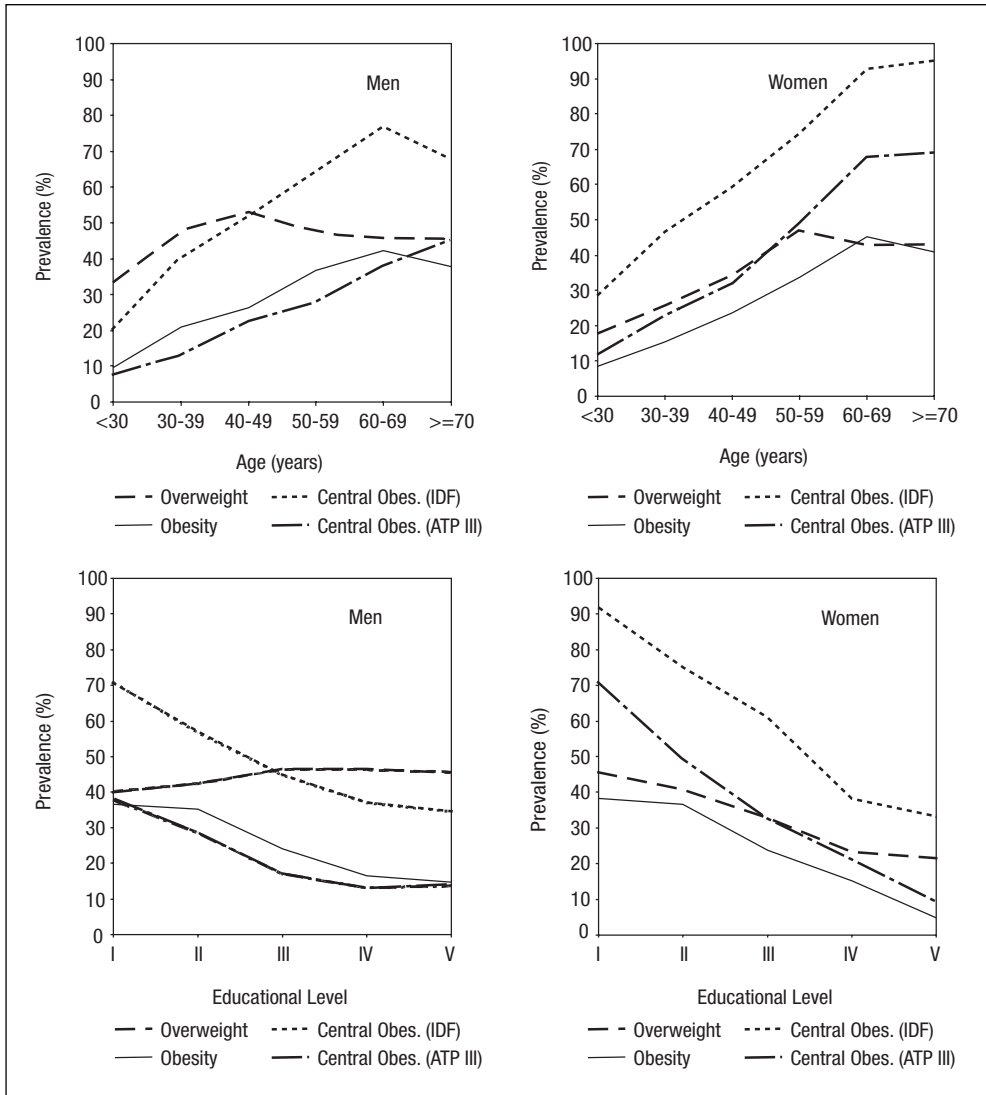 Men
Prevalence (%)
100
90
80
70
60
50
40
30
20
10
0
<30 30-39 40-49 50-59 60-69 >=70
Age (years)
Overweight Central Obes. (IDF)
Obesity Central Obes. (ATP III)
Women
Prevalence (%)
100
90
80
70
60
50
40
30
20
10
0
<30 30-39 40-49 50-59 60-69 >=70
Age (years)
Overweight Central Obes. (IDF)
Obesity Central Obes. (ATP III)
Men
Prevalence (%)
100
90
80
70
60
50
40
30
20
10
0
I II III IV V
Educational Level
Overweight Central Obes. (IDF)
Obesity Central Obes. (ATP III)
Women
Prevalence (%)
100
90
80
70
60
50
40
30
20
10
0
I II III IV V
Educational Level
Overweight Central Obes. (IDF)
Obesity Central Obes. (ATP III)